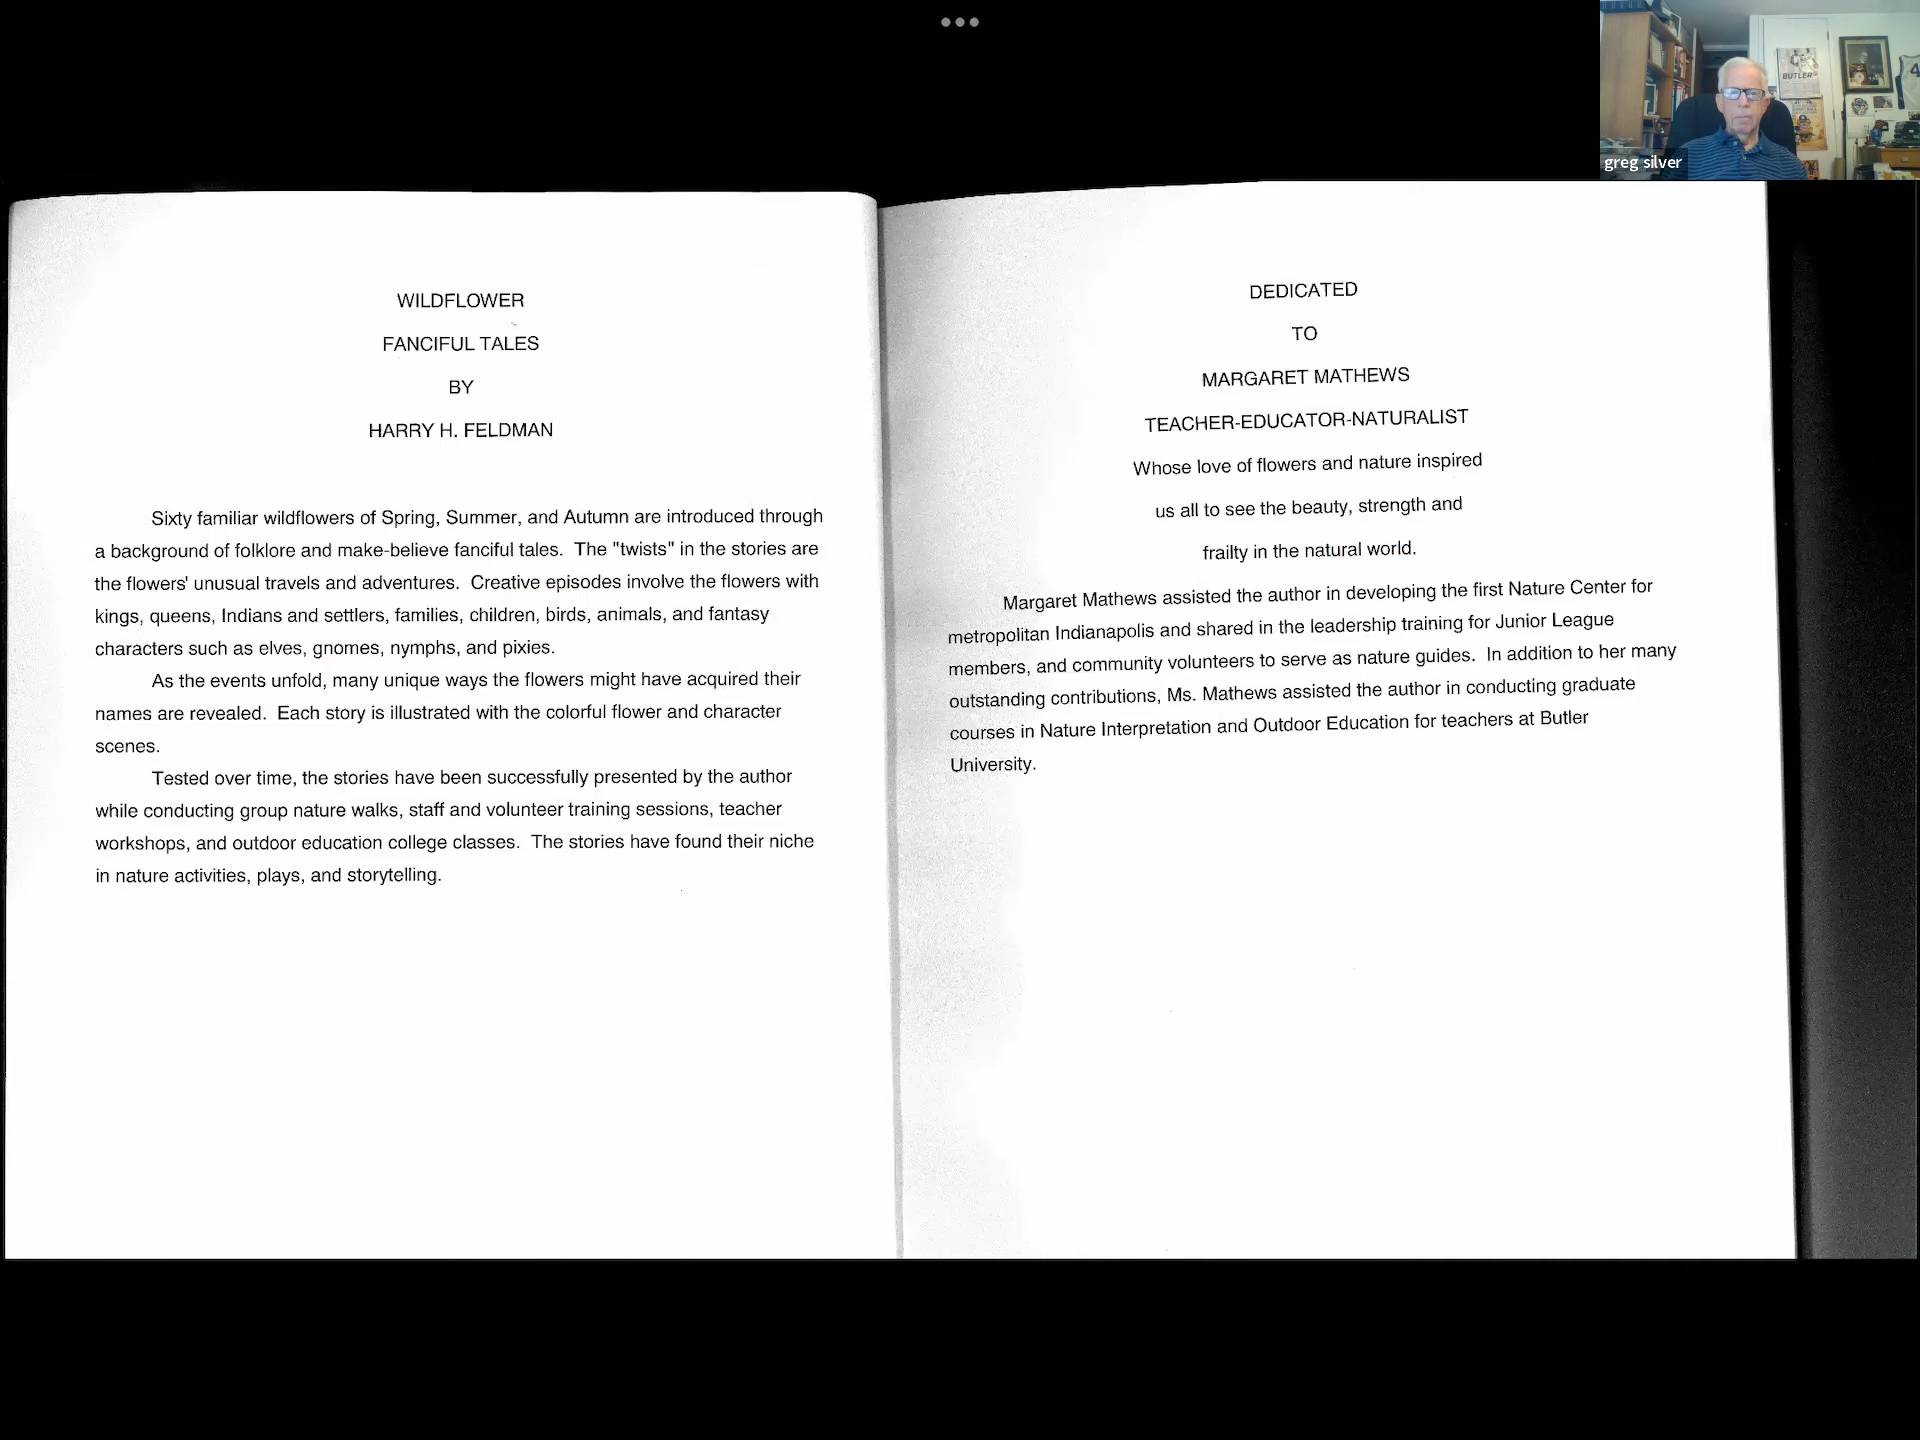 WILDFLOWER
FANCIFUL TALES
BY
HARRY H. FELDMAN
Sixty familiar wildflowers of Spring, Summer, and Autumn are introduced through
a background of folklore and make-believe fanciful tales. The "twists" in the stories are
the flowers' unusual travels and adventures. Creative episodes involve the flowers with
kings, queens, Indians and settlers, families, children, birds, animals, and fantasy
characters such as elves, gnomes, nymphs, and pixies.
As the events unfold, many unique ways the flowers might have acquired their
names are revealed. Each story is illustrated with the colorful flower and character
scenes.
Tested over time, the stories have been successfully presented by the author
while conducting group nature walks, staff and volunteer training sessions, teacher
workshops, and outdoor education college classes. The stories have found their niche
in nature activities, plays, and storytelling.
DEDICATED
TO
MARGARET MATHEWS
TEACHER-EDUCATOR-NATURALIST
Whose love of flowers and nature inspired
us all to see the beauty, strength and
frailty in the natural world.
Margaret Mathews assisted the author in developing the first Nature Center for
metropolitan Indianapolis and shared in the leadership training for Junior League
members, and community volunteers to serve as nature guides. In addition to her many
outstanding contributions, Ms. Mathews assisted the author in conducting graduate
courses in Nature Interpretation and Outdoor Education for teachers at Butler
University.
BUTLER
4
greg silver